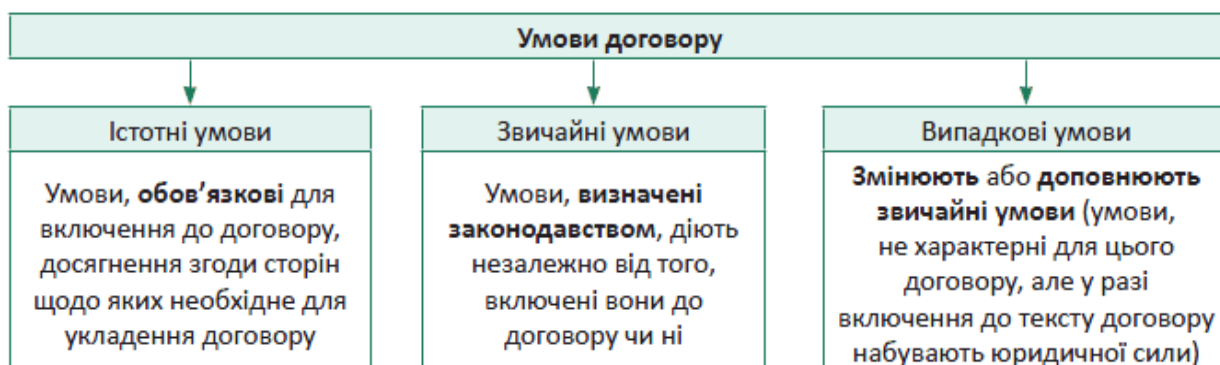 Умови договору
Істотні умови
Умови, обов’язкові для
включення до договору,
досягнення згоди сторін
щодо яких необхідне для
укладення договору
Звичайні умови
Умови, визначені
законодавством, діють
незалежно від того,
включені вони до
договору чи ні
Випадкові умови
Змінюють або доповнюють
звичайні умови (умови,
не характерні для цього
договору, але у разі
включення до тексту договору
набувають юридичної сили)